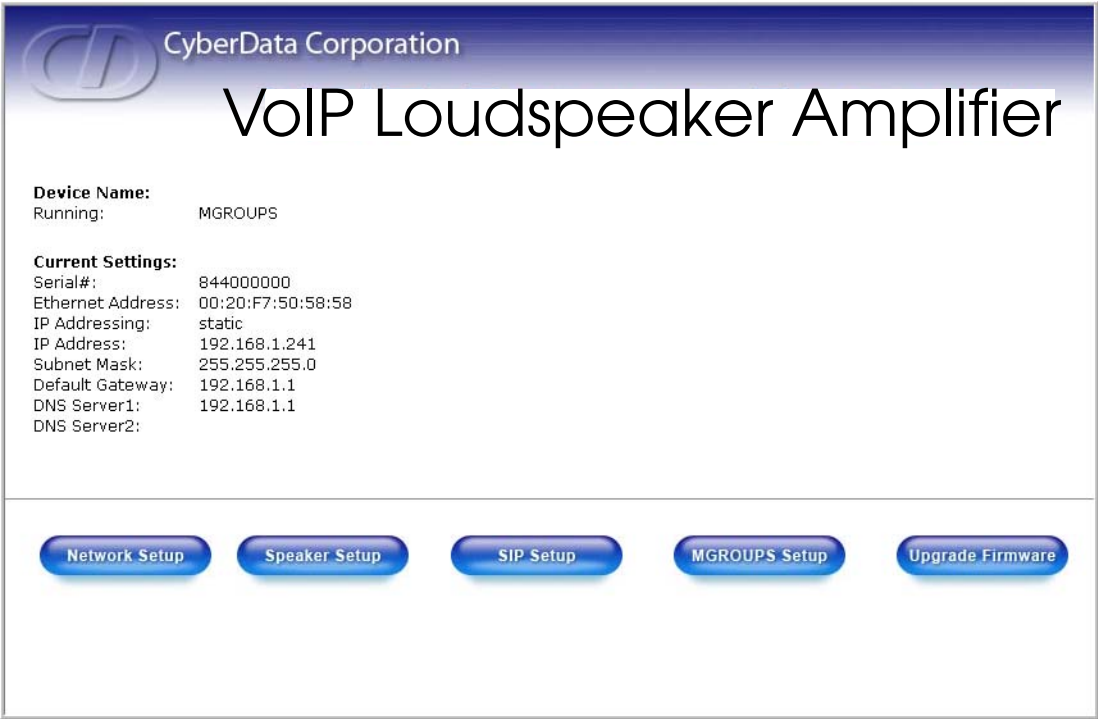 CyberData Corporation
VoIP Loudspeaker Amplifier
Device Name:
Running: MGROUPS
Current Settings:
Serial#: 844000000
Ethernet Address: 00:20:F7:50:58:58
IP Addressing: static
IP Address: 192.168.1.241
Subnet Mask: 255.255.255.0
Default Gateway: 192.168.1.1
DNS Server1: 192.168.1.1
DNS Server2:
Network Setup Speaker Setup SIP Setup MGROUPS Setup Upgrade Firmware